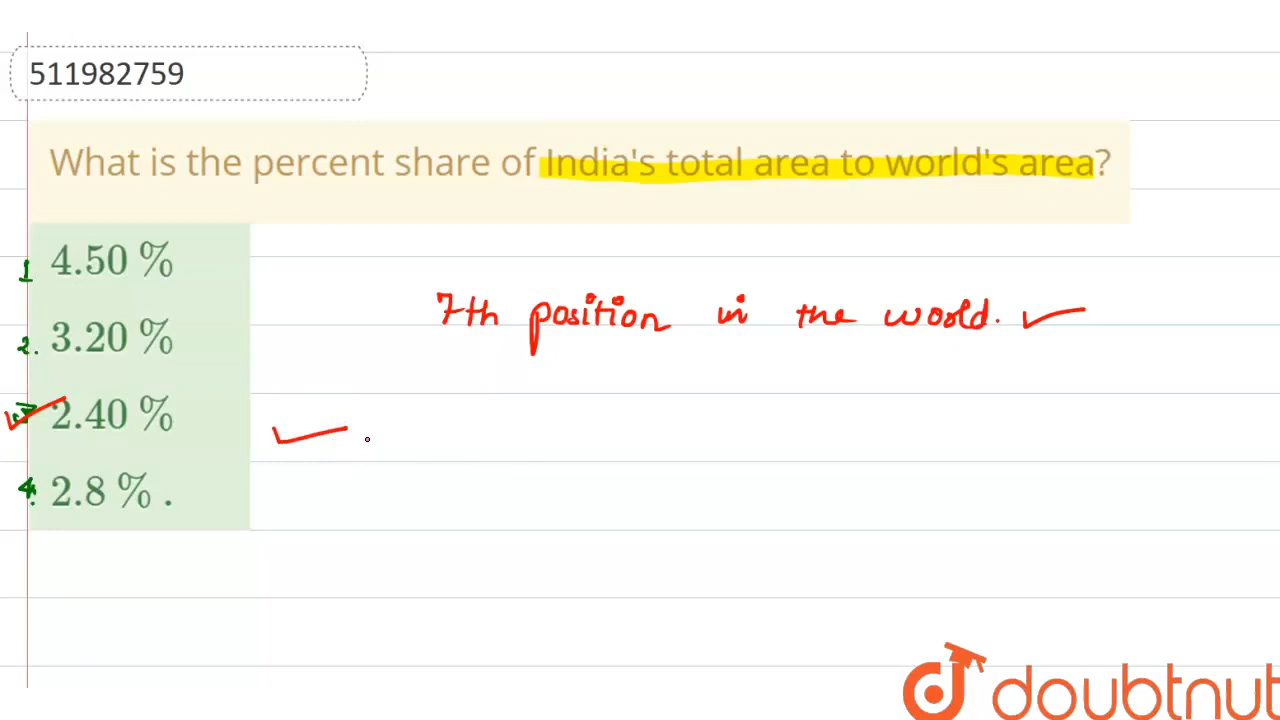 511982759
What is the percent share of India's total area to world's area?
1 4.50 %
7th position in the world.
2. 3.20 %
2.40 %
4. 2.8 % .
doubtnut